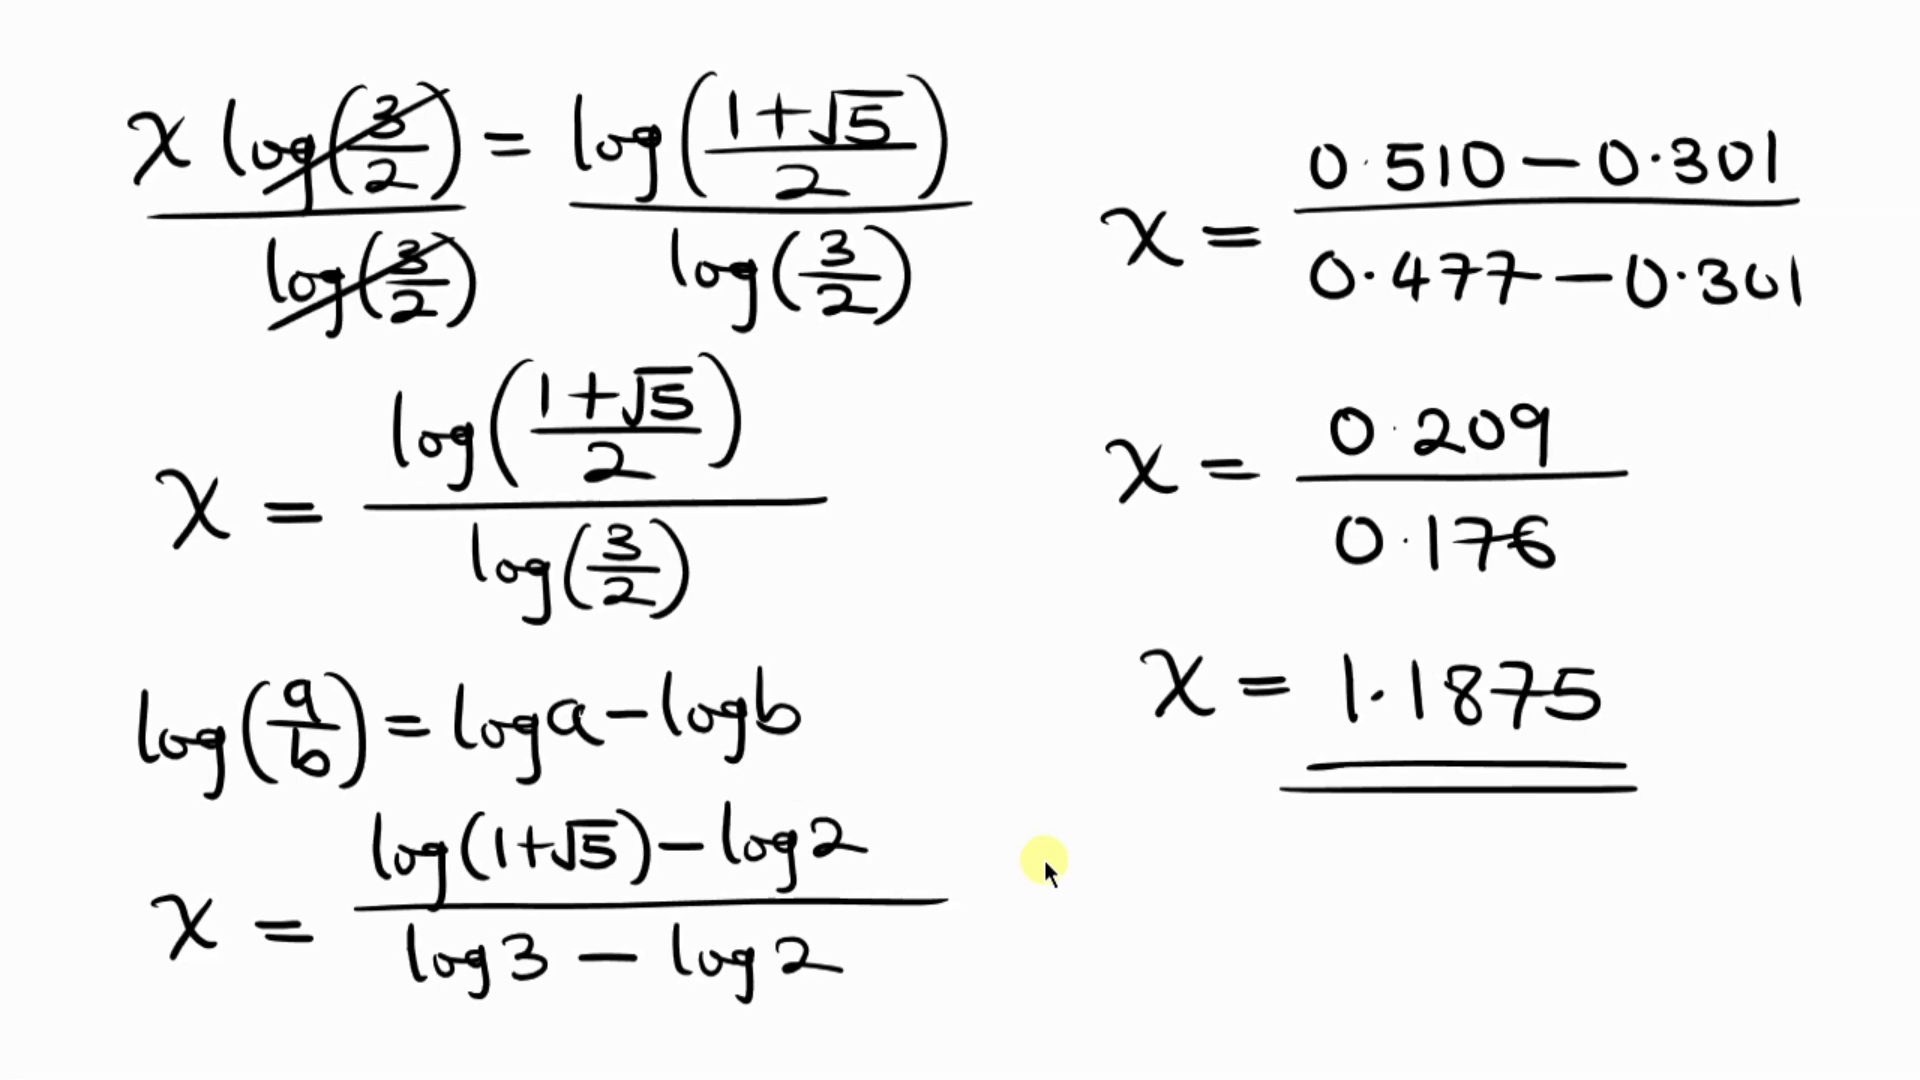 x log(3/2) / log(3/2) = log((1+√5)/2) / log(3/2)
x = log((1+√5)/2) / log(3/2)
log(a/b) = log a − log b
x = (log(1+√5) − log 2) / (log 3 − log 2)
x = (0.510 − 0.301) / (0.477 − 0.301)
x = 0.209 / 0.176
x = 1.1875